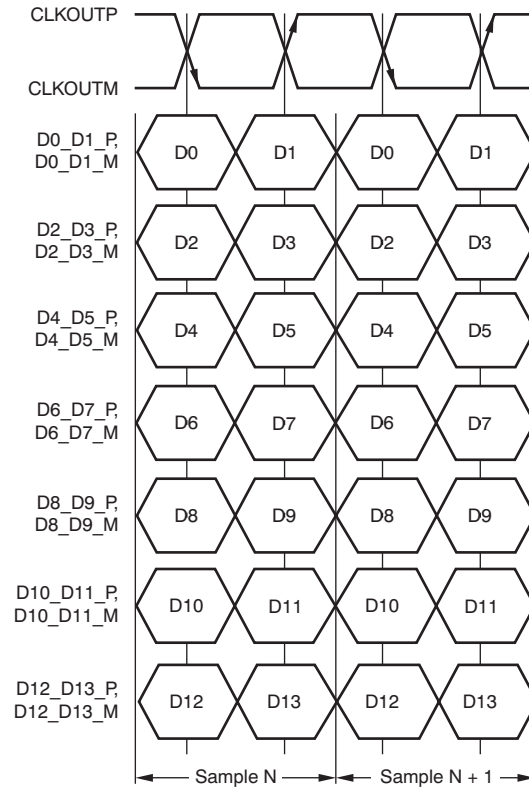 CLKOUTP
CLKOUTM
D0_D1_P,
D0_D1_M
D0 D1 D0 D1
D2_D3_P,
D2_D3_M
D2 D3 D2 D3
D4_D5_P,
D4_D5_M
D4 D5 D4 D5
D6_D7_P,
D6_D7_M
D6 D7 D6 D7
D8_D9_P,
D8_D9_M
D8 D9 D8 D9
D10_D11_P,
D10_D11_M
D10 D11 D10 D11
D12_D13_P,
D12_D13_M
D12 D13 D12 D13
Sample N Sample N + 1